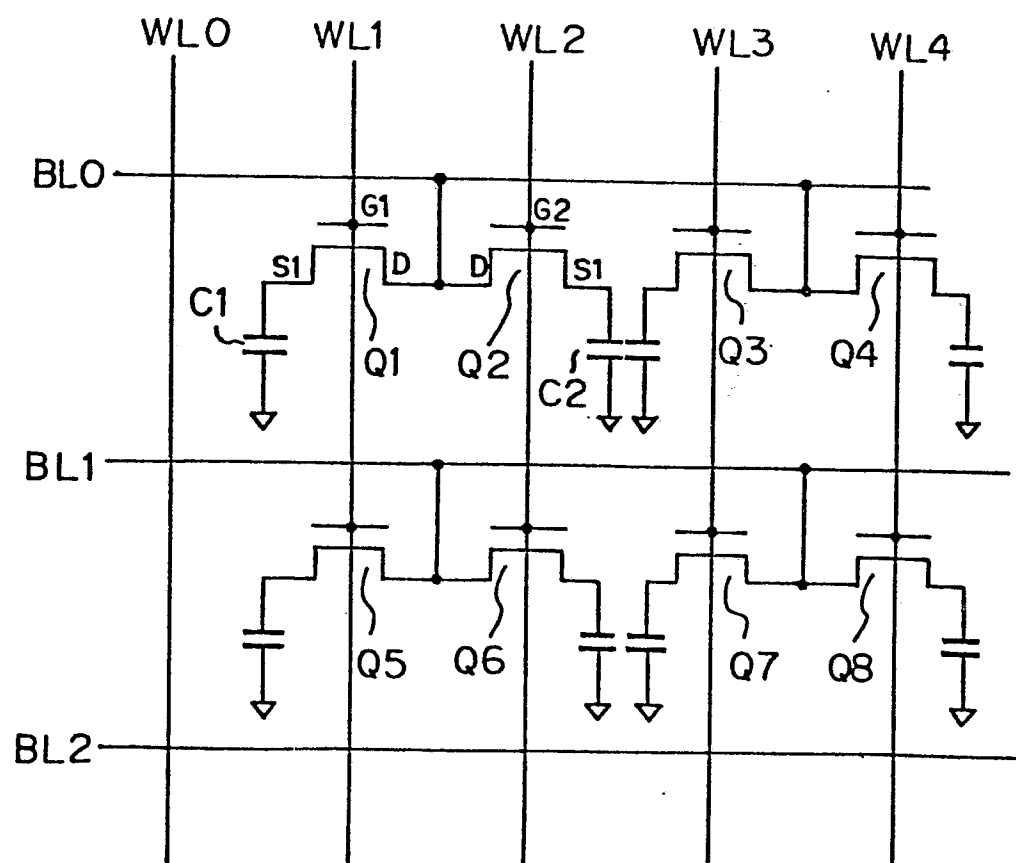 WL0 WL1 WL2 WL3 WL4
BL0
G1 G2
S1 D D S1
C1
Q1 Q2 C2 Q3 Q4
BL1
Q5 Q6 Q7 Q8
BL2